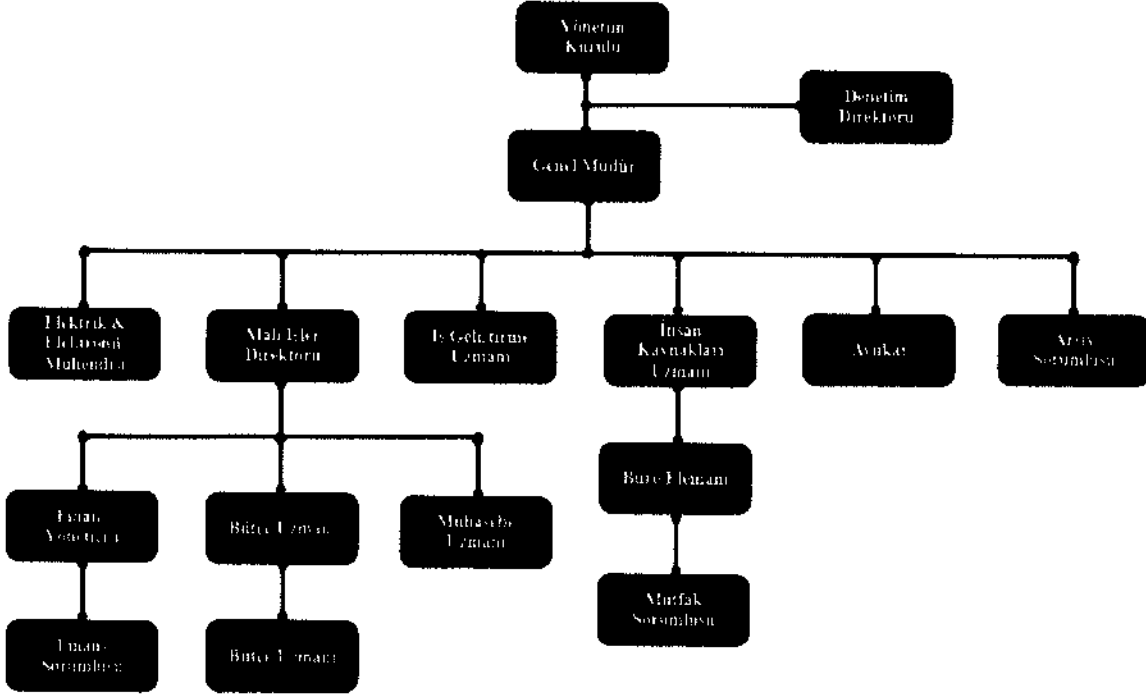 Yönetim
Kurulu
Denetim
Direktörü
Genel Müdür
Elektrik &
Elektronik
Mühendisi
Mali İşler
Direktörü
İş Geliştirme
Uzmanı
İnsan
Kaynakları
Uzmanı
Avukat
Arşiv
Sorumlusu
Büro Elemanı
Finans
Yöneticisi
Bütçe Uzmanı
Muhasebe
Uzmanı
Mutfak
Sorumlusu
Finans
Sorumlusu
Bütçe Uzmanı